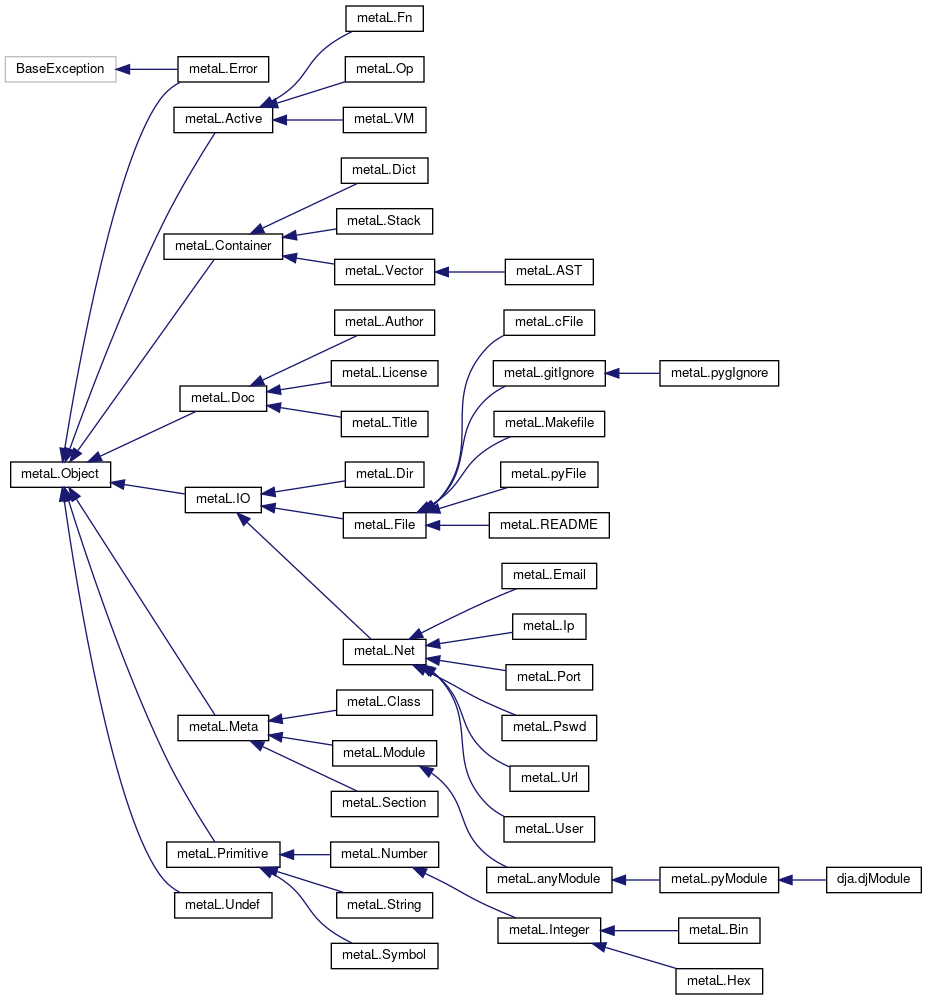 metaL.Fn
BaseException
metaL.Error
metaL.Op
metaL.Active
metaL.VM
metaL.Dict
metaL.Stack
metaL.Container
metaL.Vector
metaL.AST
metaL.Author
metaL.cFile
metaL.License
metaL.gitIgnore
metaL.pygIgnore
metaL.Doc
metaL.Title
metaL.Makefile
metaL.Object
metaL.Dir
metaL.pyFile
metaL.IO
metaL.File
metaL.README
metaL.Email
metaL.Ip
metaL.Net
metaL.Port
metaL.Class
metaL.Meta
metaL.Pswd
metaL.Module
metaL.Url
metaL.Section
metaL.User
metaL.Primitive
metaL.Number
metaL.anyModule
metaL.pyModule
dja.djModule
metaL.Undef
metaL.String
metaL.Integer
metaL.Bin
metaL.Symbol
metaL.Hex